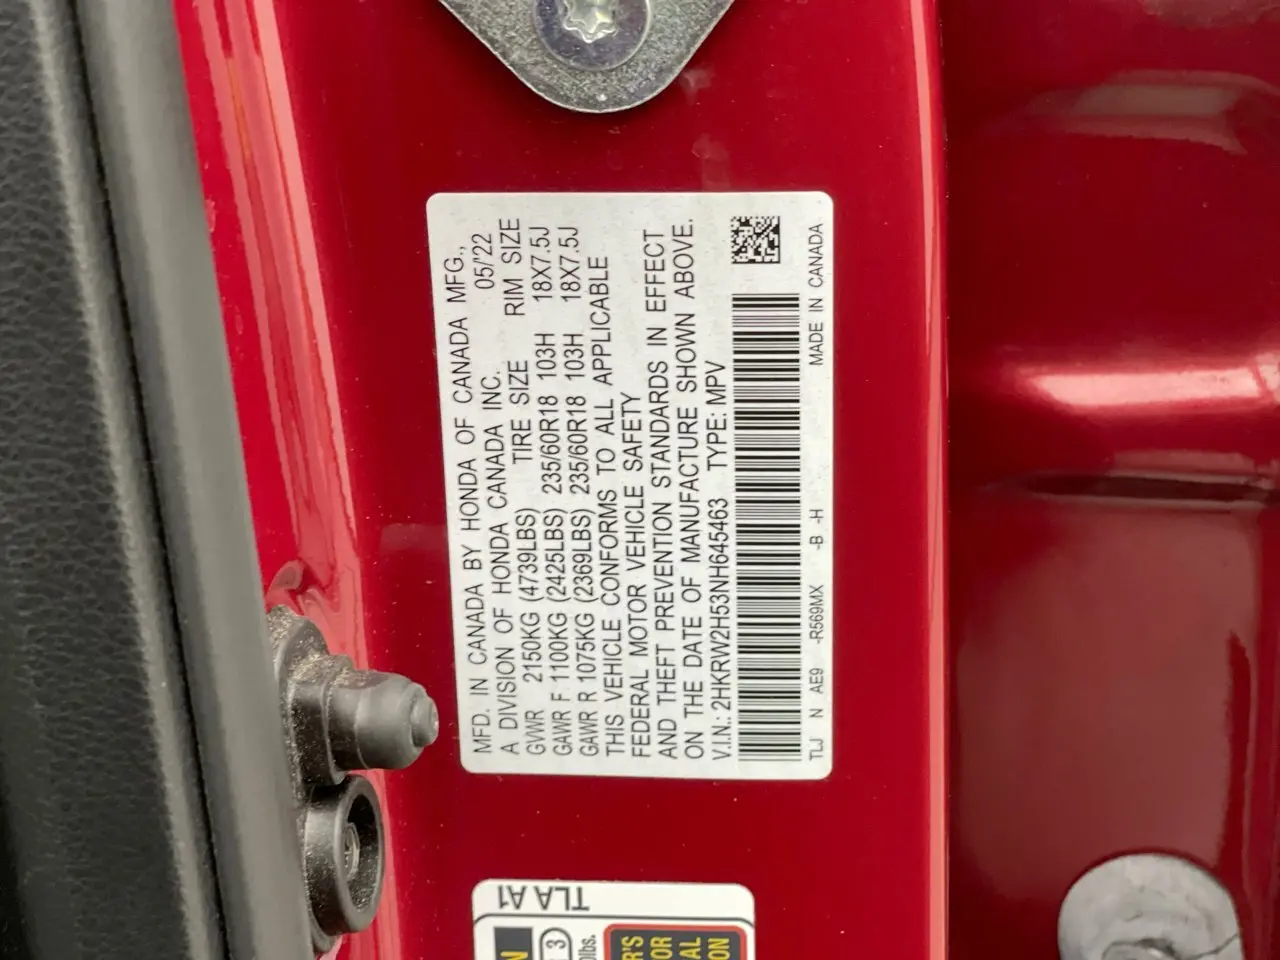 MFD. IN CANADA BY HONDA OF CANADA MFG.,
A DIVISION OF HONDA CANADA INC. 05/22
GVWR 2150KG (4739LBS) TIRE SIZE RIM SIZE
GAWR F 1100KG (2425LBS) 235/60R18 103H 18X7.5J
GAWR R 1075KG (2369LBS) 235/60R18 103H 18X7.5J
THIS VEHICLE CONFORMS TO ALL APPLICABLE
FEDERAL MOTOR VEHICLE SAFETY
AND THEFT PREVENTION STANDARDS IN EFFECT
ON THE DATE OF MANUFACTURE SHOWN ABOVE.
V.I.N.: 2HKRW2H53NH645463 TYPE: MPV
TLJ N AE9 -R569MX -B -H MADE IN CANADA
TLA A1
3